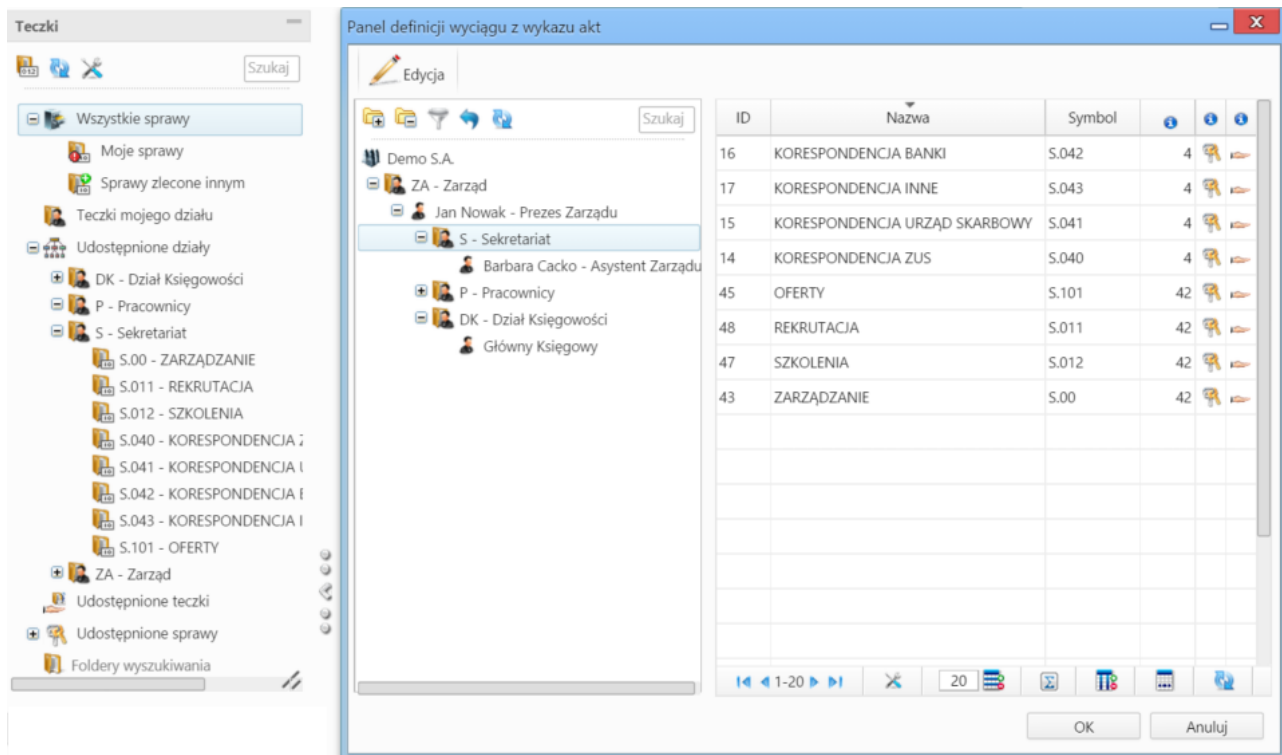 Teczki
Szukaj
Wszystkie sprawy
Moje sprawy
Sprawy zlecone innym
Teczki mojego działu
Udostępnione działy
DK - Dział Księgowości
P - Pracownicy
S - Sekretariat
S.00 - ZARZĄDZANIE
S.011 - REKRUTACJA
S.012 - SZKOLENIA
S.040 - KORESPONDENCJA Z
S.041 - KORESPONDENCJA U
S.042 - KORESPONDENCJA B
S.043 - KORESPONDENCJA I
S.101 - OFERTY
ZA - Zarząd
Udostępnione teczki
Udostępnione sprawy
Foldery wyszukiwania
Panel definicji wyciągu z wykazu akt
Edycja
Szukaj
Demo S.A.
ZA - Zarząd
Jan Nowak - Prezes Zarządu
S - Sekretariat
Barbara Cacko - Asystent Zarządu
P - Pracownicy
DK - Dział Księgowości
Główny Księgowy
ID Nazwa Symbol
16 KORESPONDENCJA BANKI S.042 4
17 KORESPONDENCJA INNE S.043 4
15 KORESPONDENCJA URZĄD SKARBOWY S.041 4
14 KORESPONDENCJA ZUS S.040 4
45 OFERTY S.101 42
48 REKRUTACJA S.011 42
47 SZKOLENIA S.012 42
43 ZARZĄDZANIE S.00 42
1-20 20
OK Anuluj